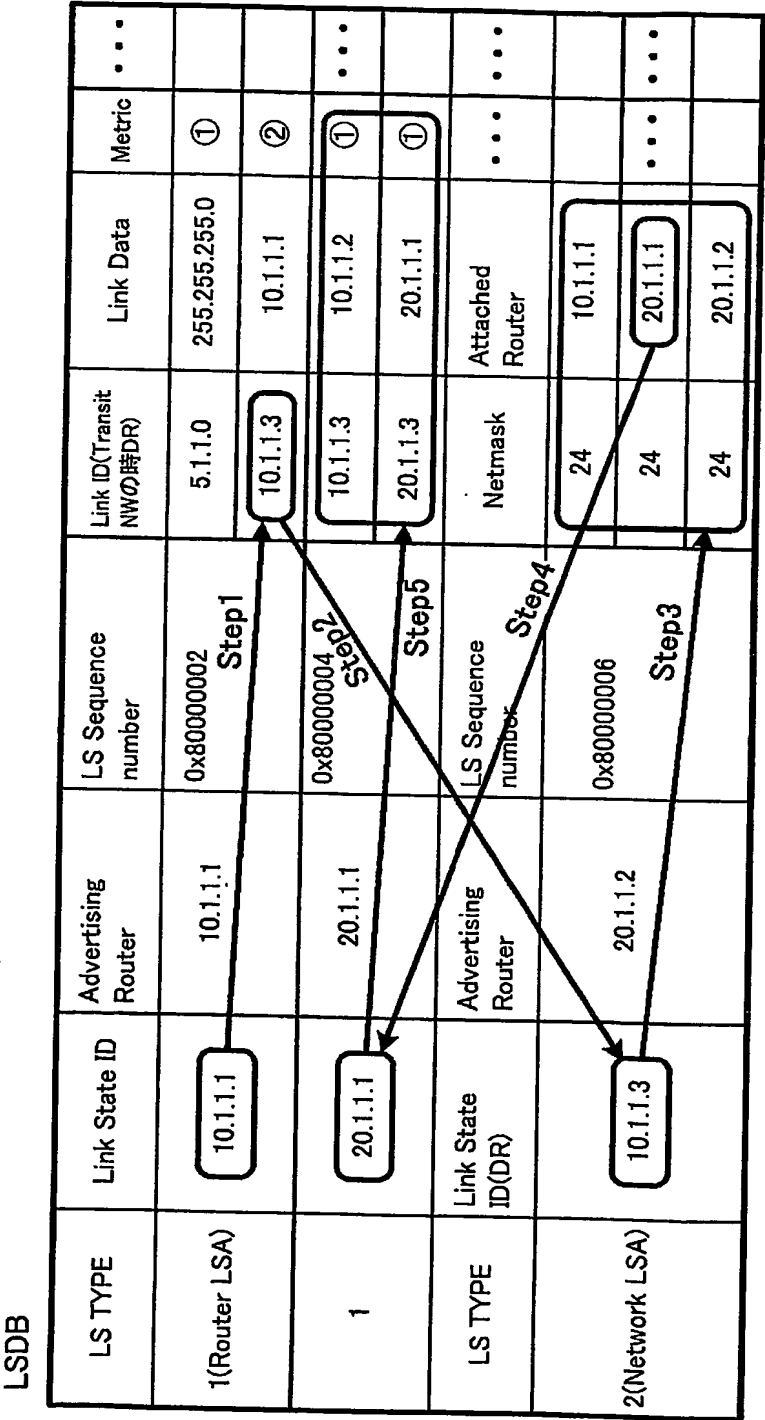 LSDB
LS TYPE Link State ID Advertising Router LS Sequence number Link ID(Transit NWの時DR) Link Data Metric ・・・
1(Router LSA) 10.1.1.1 10.1.1.1 0x80000002 5.1.1.0 255.255.255.0 ①
Step1 10.1.1.3 10.1.1.1 ②
1 20.1.1.1 20.1.1.1 0x80000004 10.1.1.3 10.1.1.2 ① ・・・
Step2 Step5 20.1.1.3 20.1.1.1 ①
LS TYPE Link State ID(DR) Advertising Router LS Sequence number Netmask Attached Router ・・・ ・・・
Step4
2(Network LSA) 10.1.1.3 20.1.1.2 0x80000006 24 10.1.1.1
24 20.1.1.1 ・・・ ・・・
Step3 24 20.1.1.2